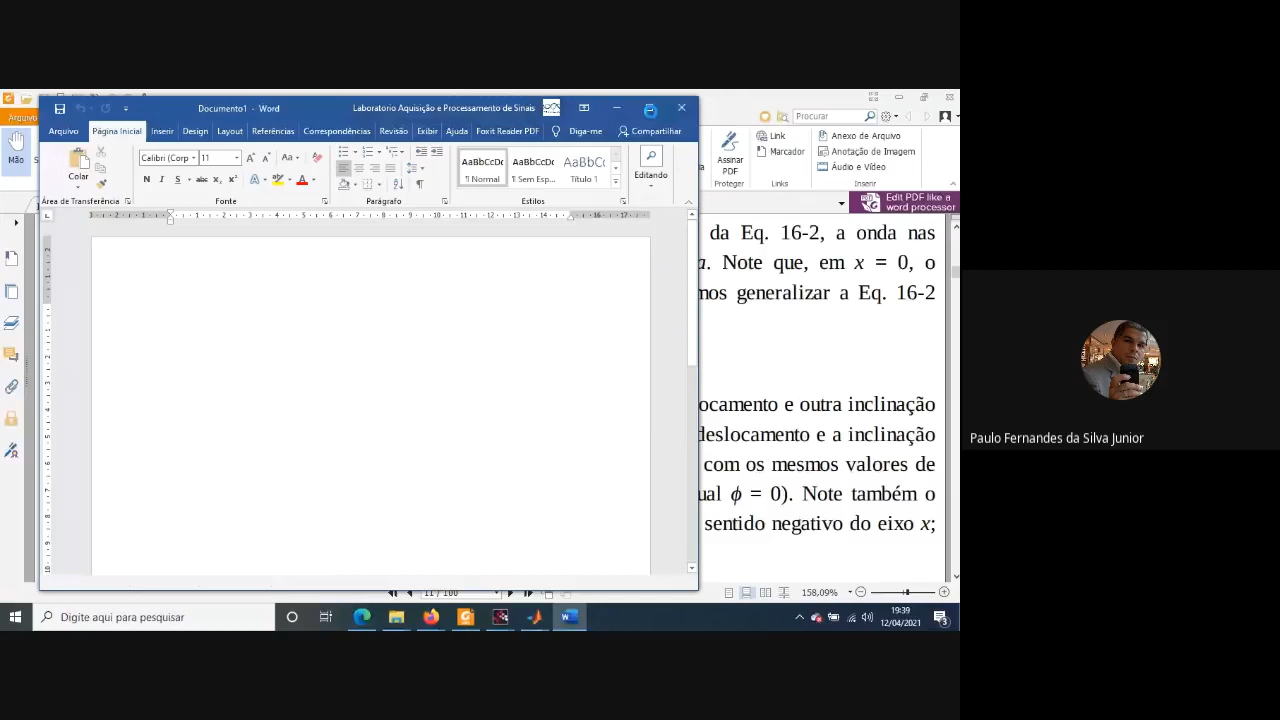 Documento1 - Word
Laboratorio Aquisição e Processamento de Sinais
Arquivo
Arquivo Página Inicial Inserir Design Layout Referências Correspondências Revisão Exibir Ajuda Foxit Reader PDF Diga-me Compartilhar
Procurar
Mão
Colar
Calibri (Corp 11
N I S abc x₂ x²
AaBbCcDc AaBbCcDc AaBbCc
¶ Normal ¶ Sem Esp... Título 1
Editando
Área de Transferência Fonte Parágrafo Estilos
Assinar
PDF
Proteger
Link
Marcador
Links
Anexo de Arquivo
Anotação de Imagem
Áudio e Vídeo
Inserir
Edit PDF like a
word processor
da Eq. 16-2, a onda nas
a. Note que, em x = 0, o
mos generalizar a Eq. 16-2
ocamento e outra inclinação
deslocamento e a inclinação
com os mesmos valores de
ual ϕ = 0). Note também o
sentido negativo do eixo x;
11 / 100
158,09%
Digite aqui para pesquisar
19:39
12/04/2021
3
Paulo Fernandes da Silva Junior